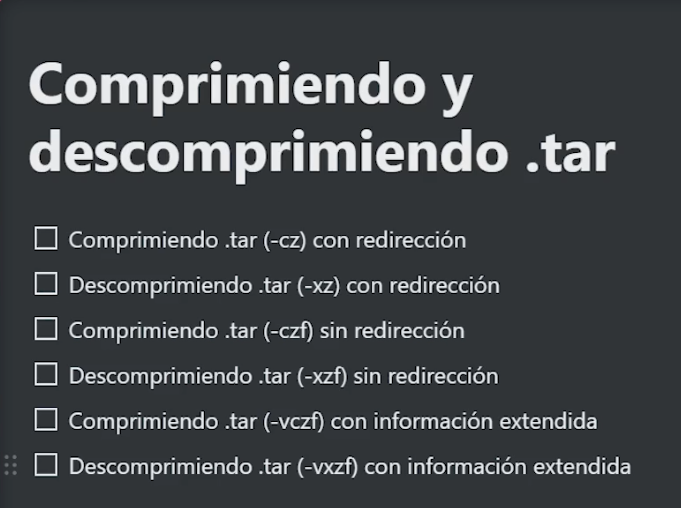 Comprimiendo y
descomprimiendo .tar
Comprimiendo .tar (-cz) con redirección
Descomprimiendo .tar (-xz) con redirección
Comprimiendo .tar (-czf) sin redirección
Descomprimiendo .tar (-xzf) sin redirección
Comprimiendo .tar (-vczf) con información extendida
Descomprimiendo .tar (-vxzf) con información extendida